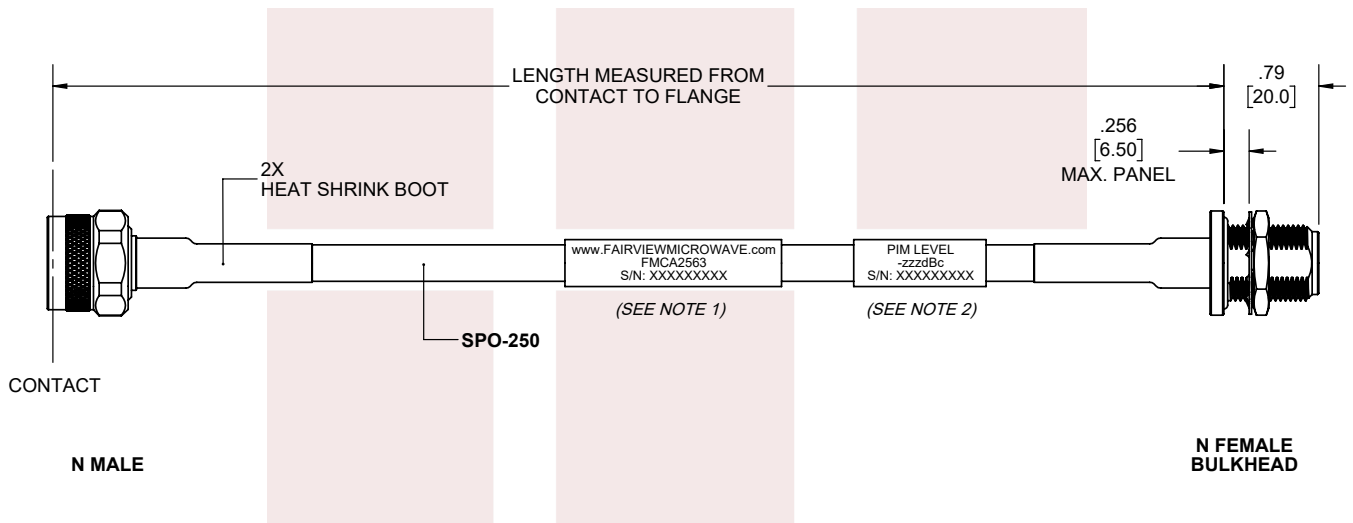 LENGTH MEASURED FROM
CONTACT TO FLANGE
.79
[20.0]
.256
[6.50]
MAX. PANEL
2X
HEAT SHRINK BOOT
www.FAIRVIEWMICROWAVE.com
FMCA2563
S/N: XXXXXXXXX
PIM LEVEL
-zzzdBc
S/N: XXXXXXXXX
(SEE NOTE 1)
(SEE NOTE 2)
SPO-250
CONTACT
N MALE
N FEMALE
BULKHEAD